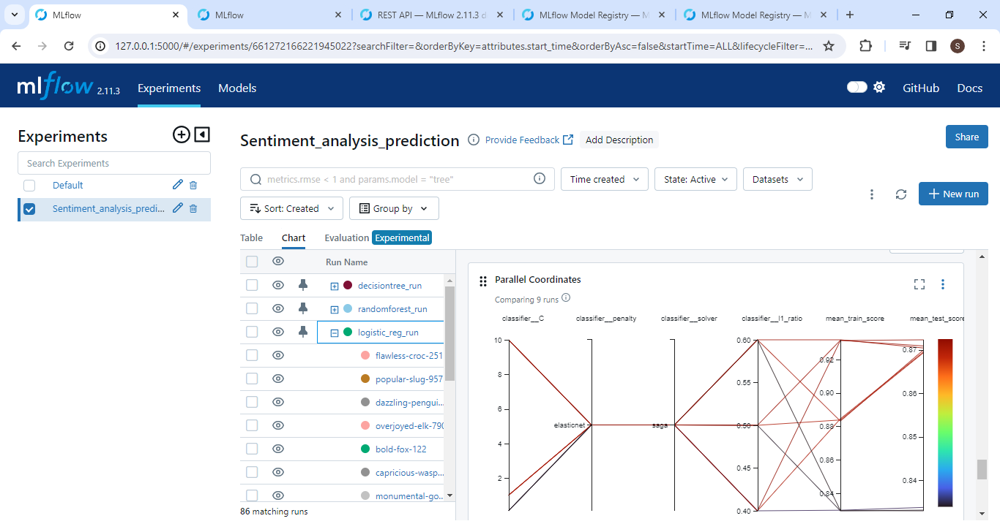 MLflow
MLflow
REST API — MLflow 2.11.3 d
MLflow Model Registry — M
MLflow Model Registry — M
127.0.0.1:5000/#/experiments/661272166221945022?searchFilter=&orderByKey=attributes.start_time&orderByAsc=false&startTime=ALL&lifecycleFilter=...
S
mlflow 2.11.3
Experiments
Models
GitHub
Docs
Experiments
Search Experiments
Default
Sentiment_analysis_predi...
Sentiment_analysis_prediction
Provide Feedback
Add Description
Share
metrics.rmse < 1 and params.model = "tree"
Time created
State: Active
Datasets
Sort: Created
Group by
New run
Table
Chart
Evaluation
Experimental
Run Name
decisiontree_run
randomforest_run
logistic_reg_run
flawless-croc-251
popular-slug-957
dazzling-pengui...
overjoyed-elk-790
bold-fox-122
capricious-wasp...
monumental-go...
86 matching runs
Parallel Coordinates
Comparing 9 runs
classifier__C
classifier__penalty
classifier__solver
classifier__l1_ratio
mean_train_score
mean_test_score
10
8
6
4
2
elasticnet
saga
0.60
0.55
0.50
0.45
0.40
0.92
0.90
0.88
0.86
0.84
0.87
0.86
0.85
0.84